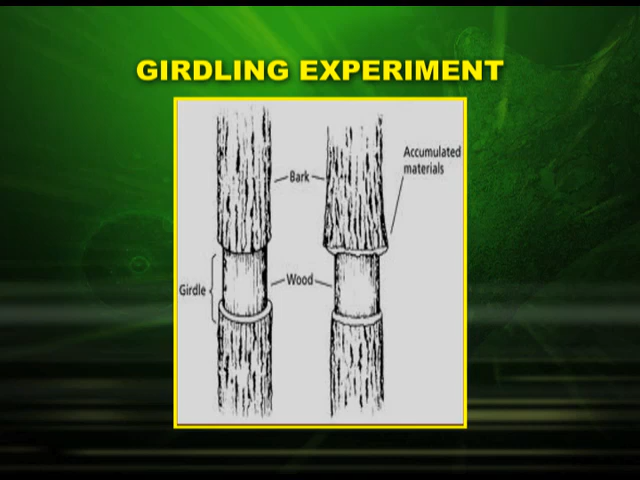 GIRDLING EXPERIMENT
Accumulated
materials
Bark
Wood
Girdle